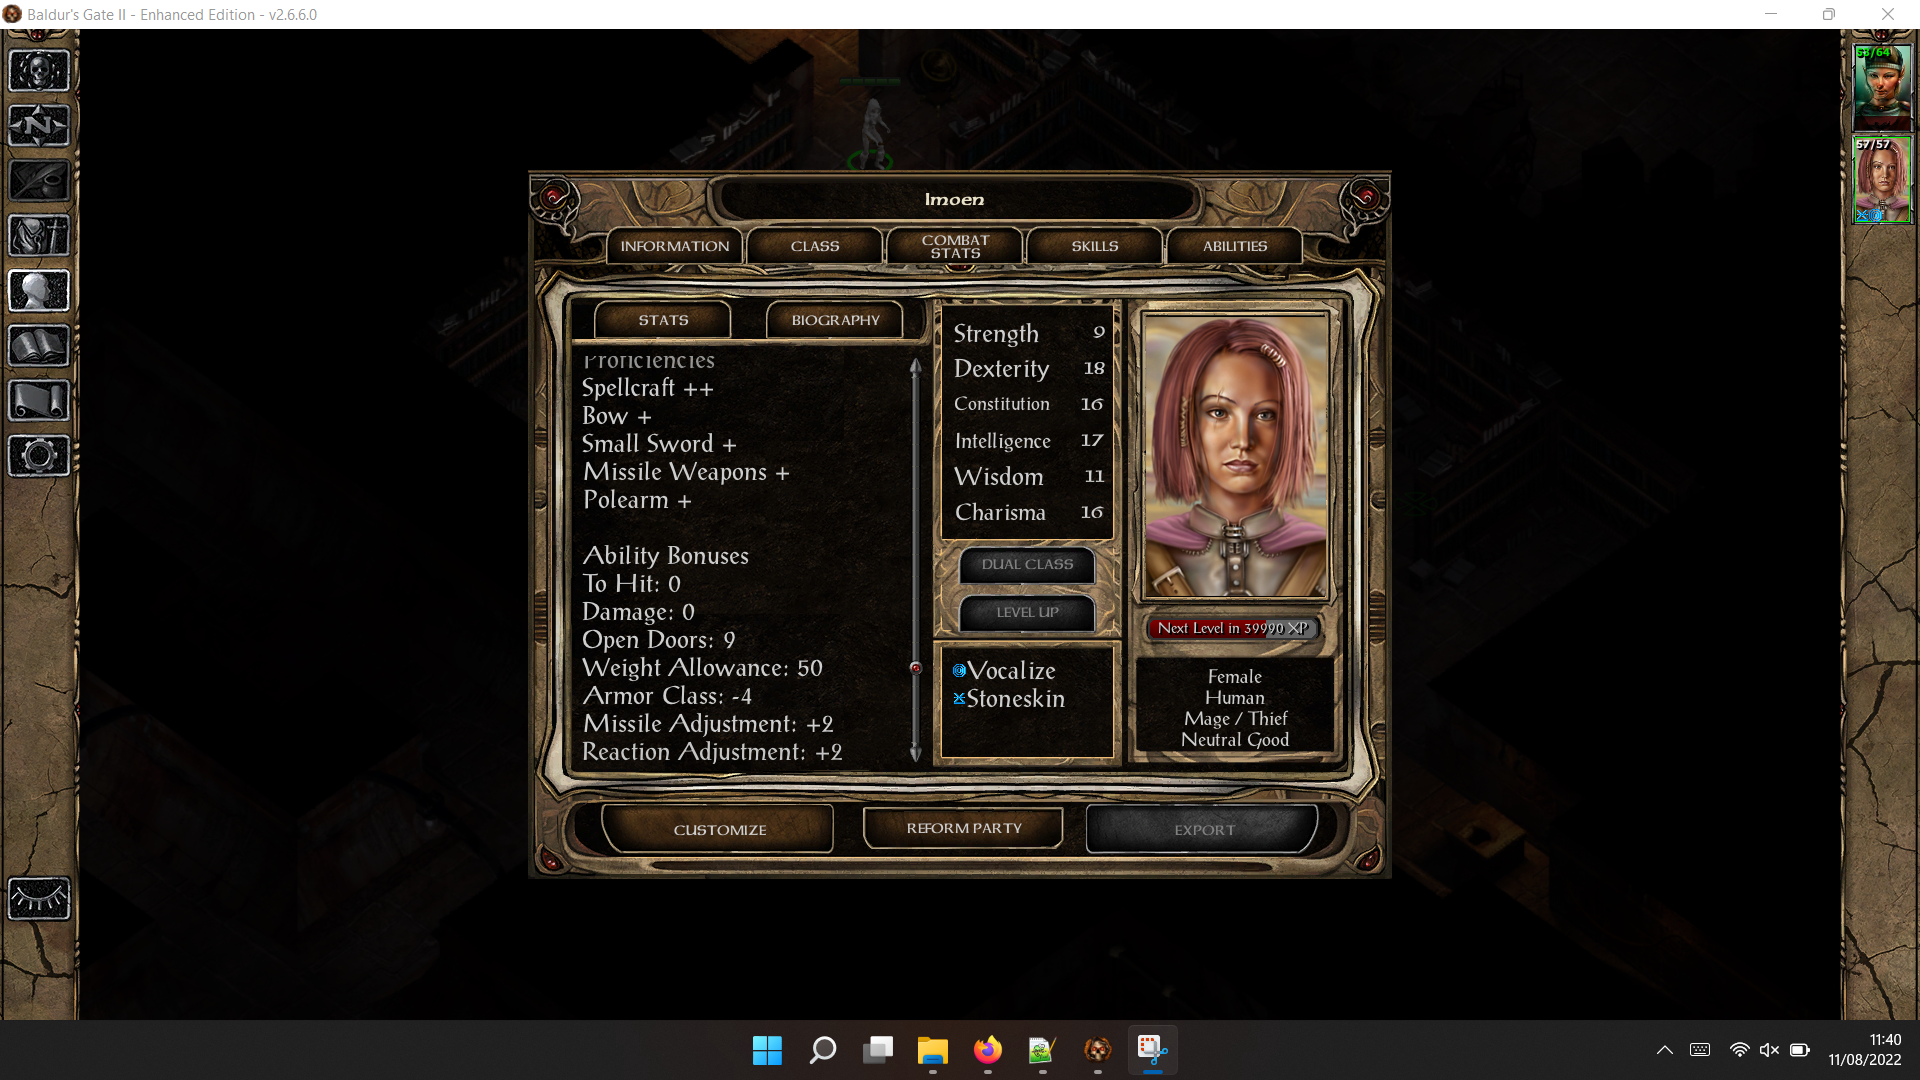 Baldur's Gate II - Enhanced Edition - v2.6.6.0
N
53/64
57/57
Imoen
INFORMATION
CLASS
COMBAT
STATS
SKILLS
ABILITIES
STATS
BIOGRAPHY
Proficiencies
Spellcraft ++
Bow +
Small Sword +
Missile Weapons +
Polearm +
Ability Bonuses
To Hit: 0
Damage: 0
Open Doors: 9
Weight Allowance: 50
Armor Class: -4
Missile Adjustment: +2
Reaction Adjustment: +2
Strength 9
Dexterity 18
Constitution 16
Intelligence 17
Wisdom 11
Charisma 16
DUAL CLASS
LEVEL UP
Vocalize
Stoneskin
Next Level in 39990 XP
Female
Human
Mage / Thief
Neutral Good
CUSTOMIZE
REFORM PARTY
EXPORT
11:40
11/08/2022